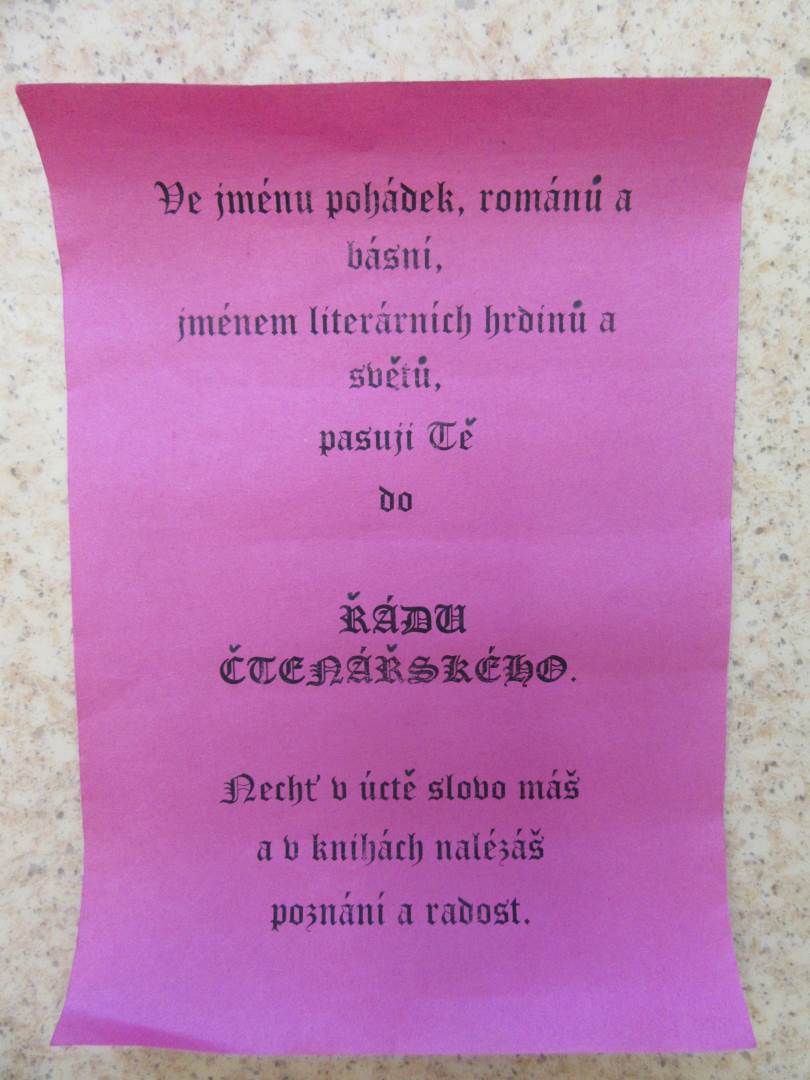 Ve jménu pohádek, románů a
básní,
jménem literárních hrdinů a
světů,
pasuji Tě
do
ŘÁDU
ČTENÁŘSKÉHO.
Nechť v úctě slovo máš
a v knihách nalézáš
poznání a radost.